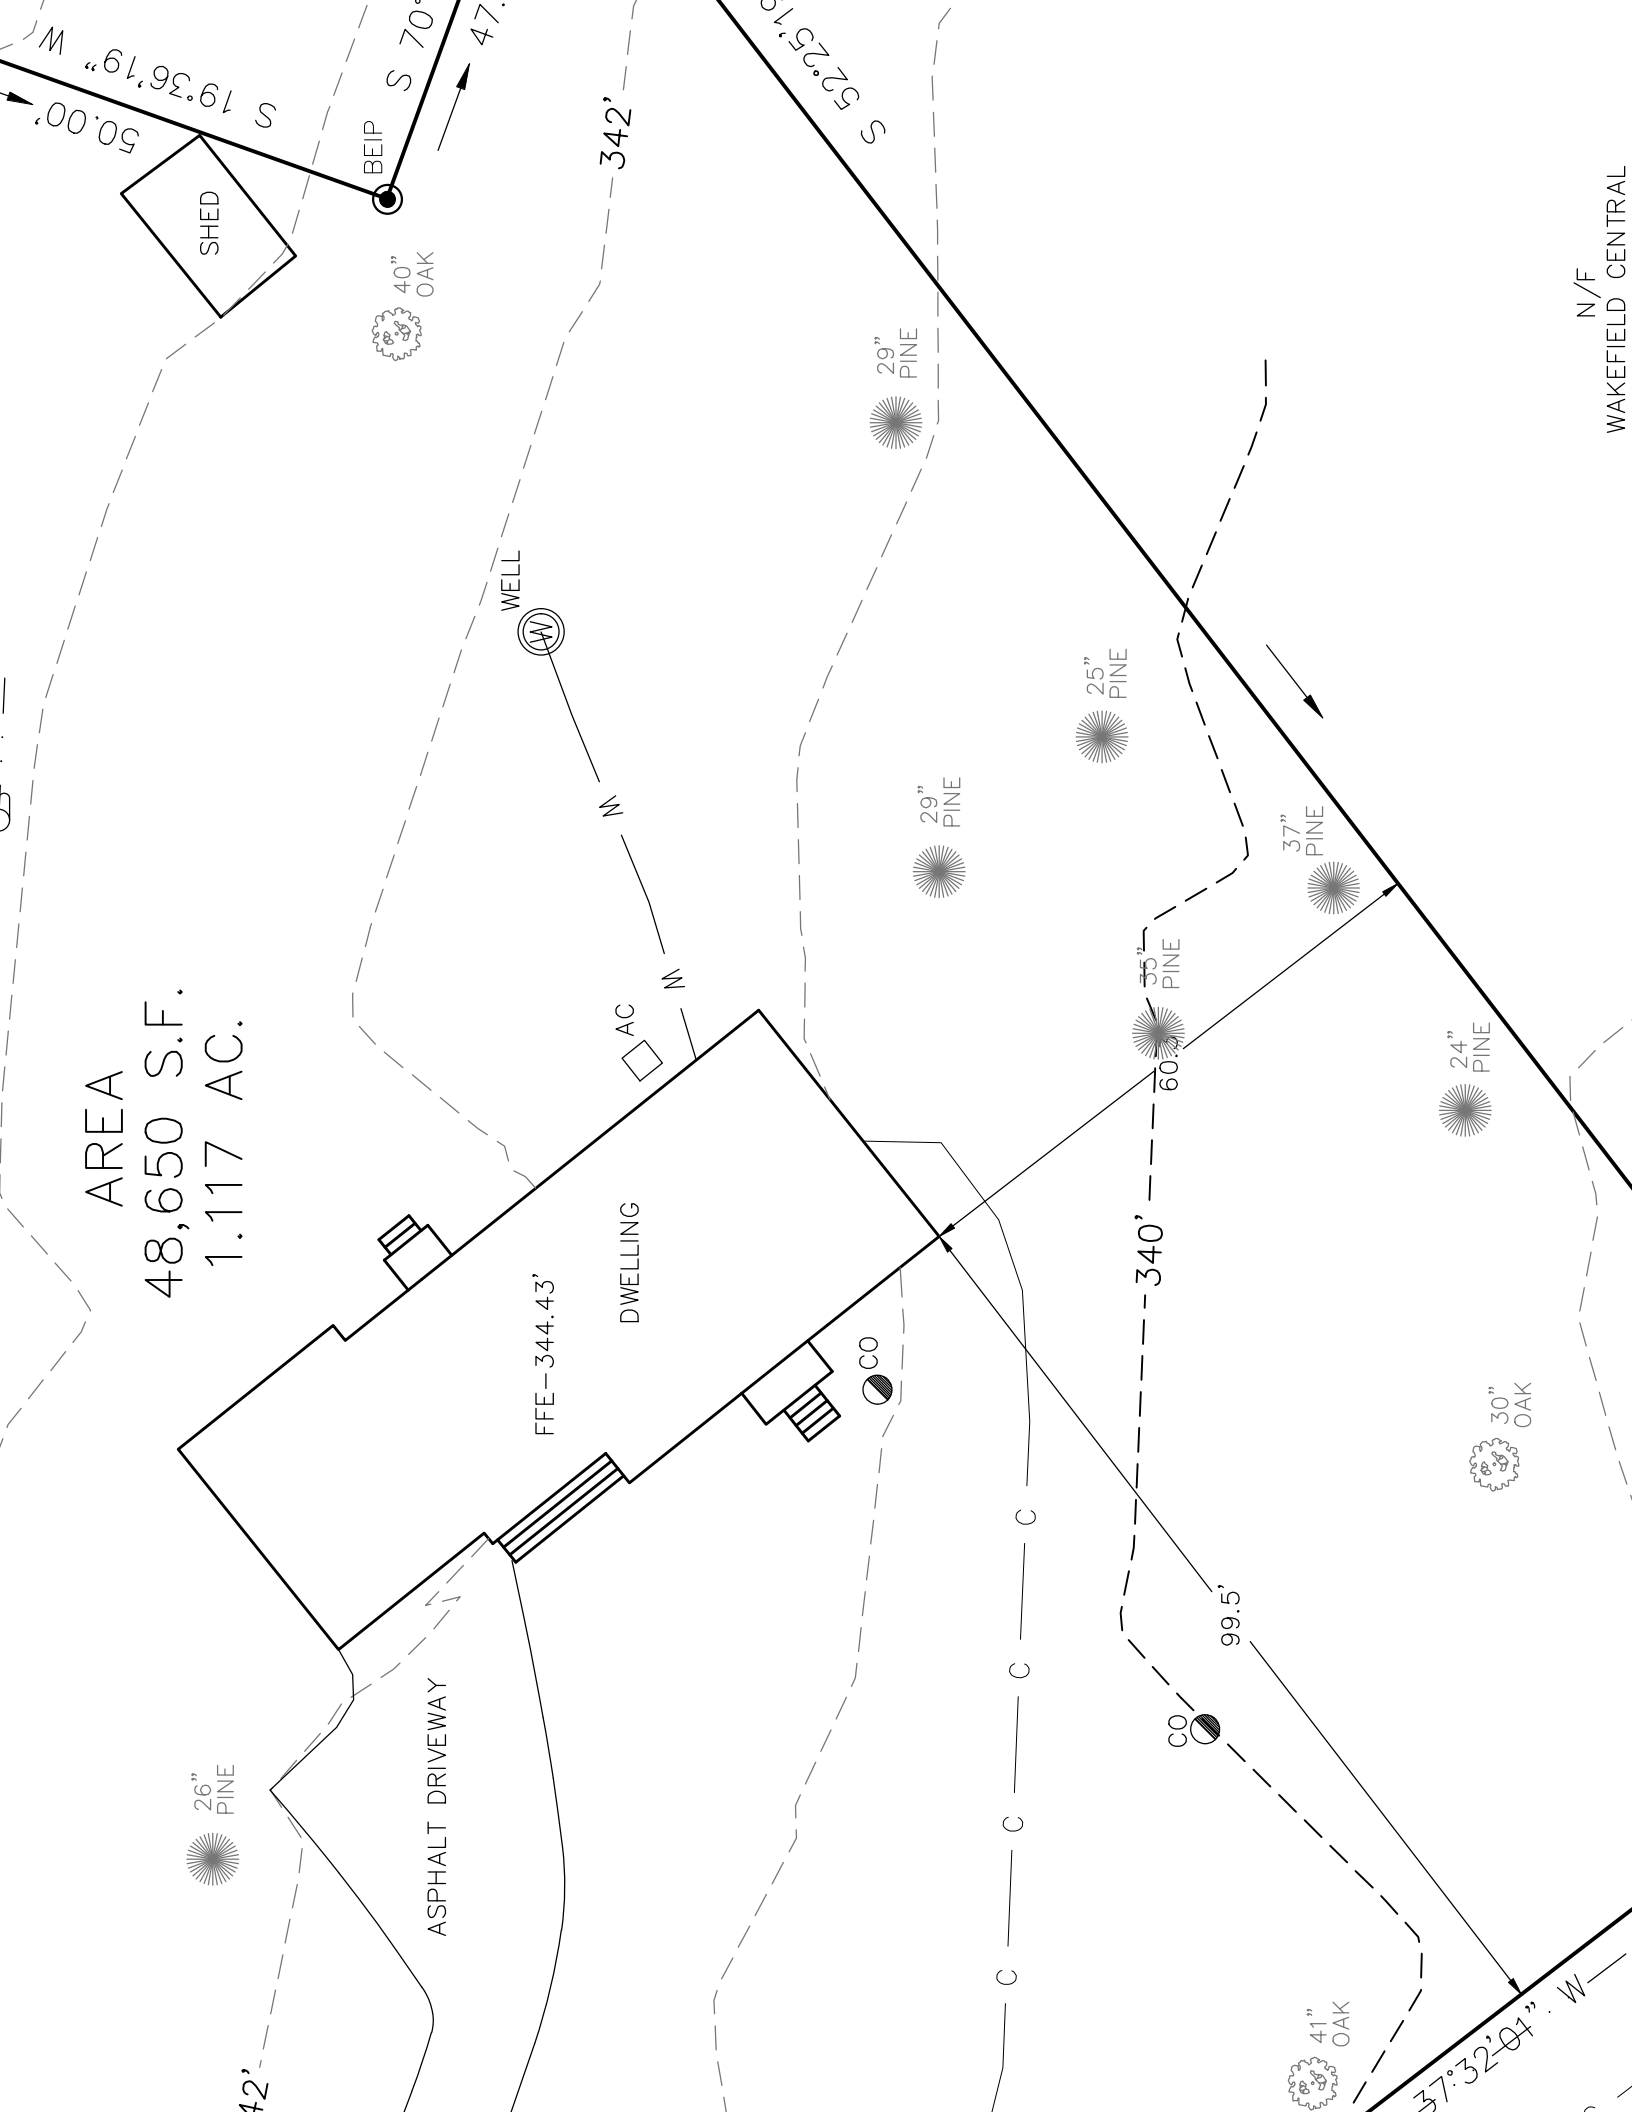 W
S 19°36'19"
50.00'
S 70°
47.
BEIP
SHED
40"
OAK
342'
S 52°25'19
29"
PINE
N/F
WAKEFIELD CENTRAL
WELL
W
W
W
25"
PINE
29"
PINE
37"
PINE
35"
PINE
60.
24"
PINE
AC
AREA
48,650 S.F.
1.117 AC.
DWELLING
FFE-344.43'
340'
CO
30"
OAK
C
C
C
C
99.5'
CO
26"
PINE
ASPHALT DRIVEWAY
41"
OAK
42'
37°32'01" W